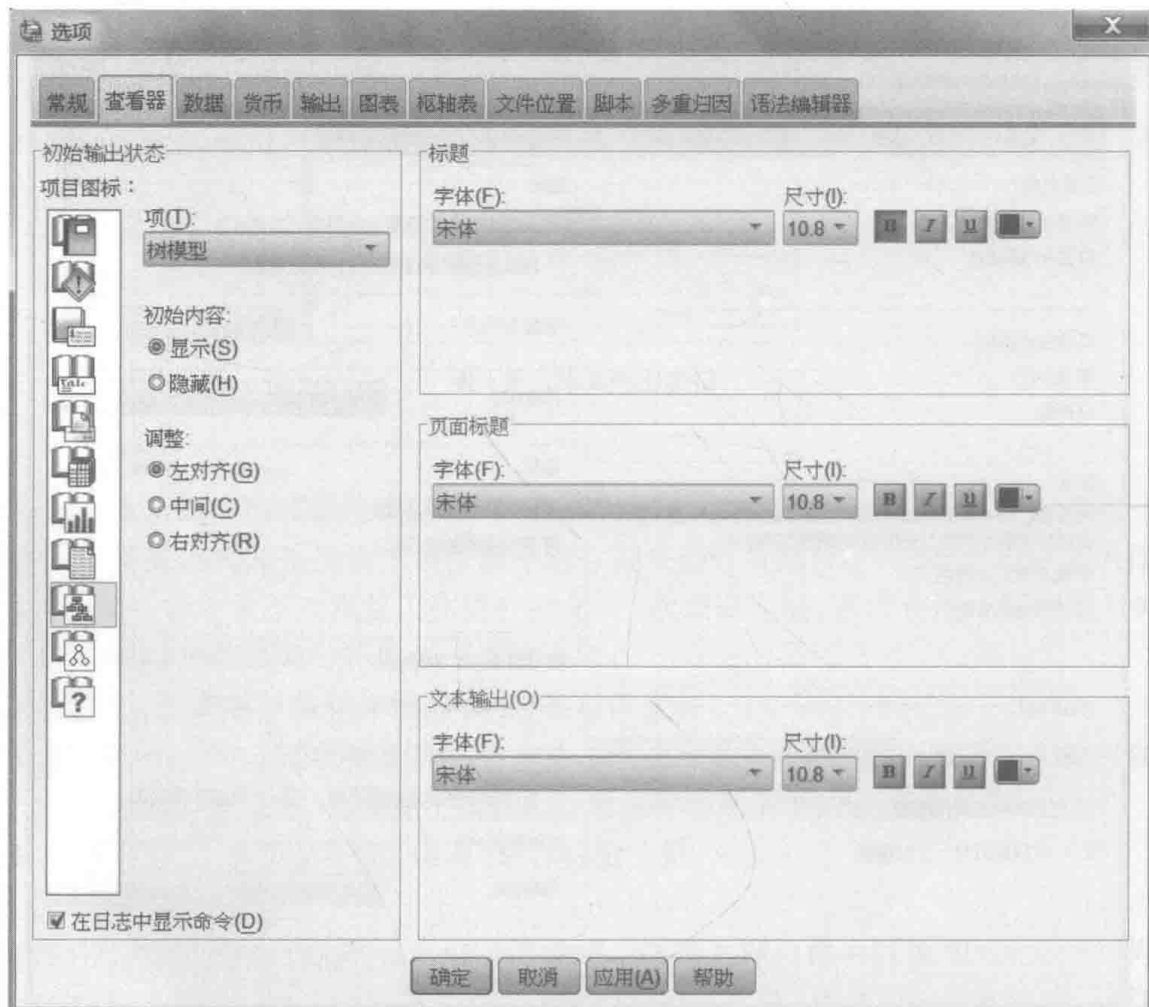 选项
常规 查看器 数据 货币 输出 图表 枢轴表 文件位置 脚本 多重归因 语法编辑器
初始输出状态
项目图标：
项(T):
树模型
初始内容:
显示(S)
隐藏(H)
调整:
左对齐(G)
中间(C)
右对齐(R)
在日志中显示命令(D)
标题
字体(F): 尺寸(I):
宋体 10.8 B I U
页面标题
字体(F): 尺寸(I):
宋体 10.8 B I U
文本输出(O)
字体(F): 尺寸(I):
宋体 10.8 B I U
确定 取消 应用(A) 帮助